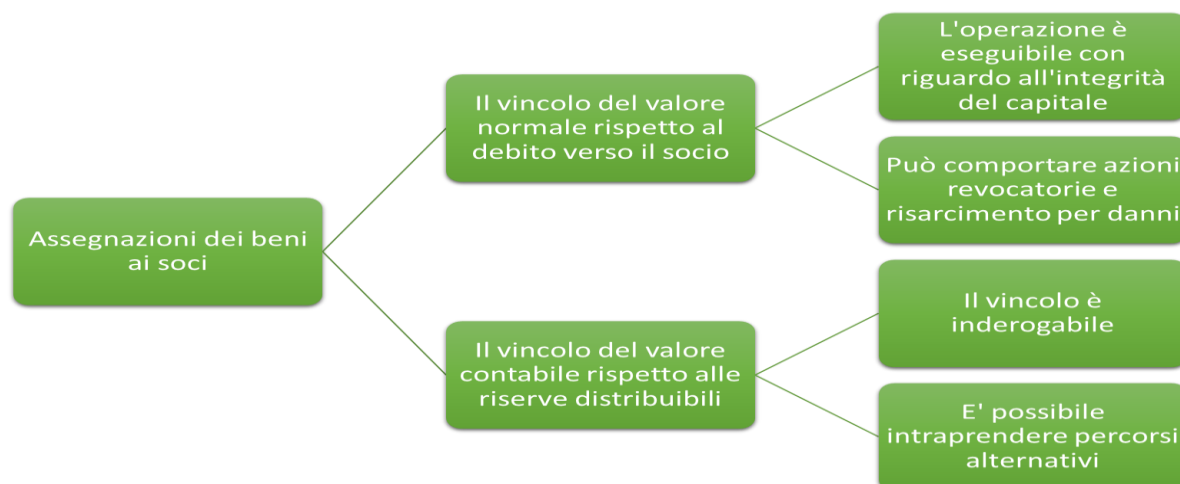 Assegnazioni dei beni
ai soci
Il vincolo del valore
normale rispetto al
debito verso il socio
L'operazione è
eseguibile con
riguardo all'integrità
del capitale
Può comportare azioni
revocatorie e
risarcimento per danni
Il vincolo del valore
contabile rispetto alle
riserve distribuibili
Il vincolo è
inderogabile
E' possibile
intraprendere percorsi
alternativi